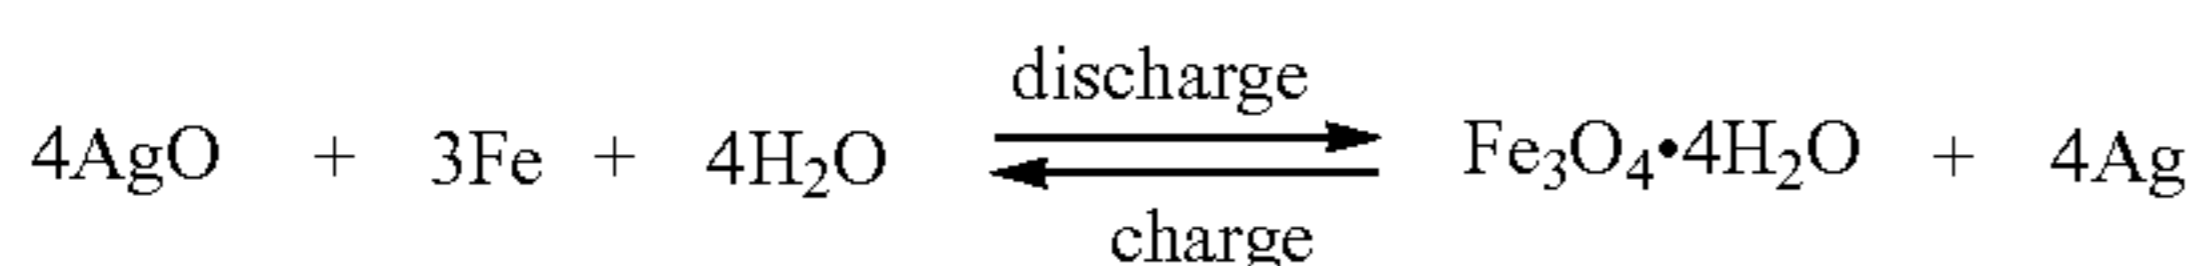 discharge
4AgO + 3Fe + 4H₂O Fe₃O₄•4H₂O + 4Ag
charge